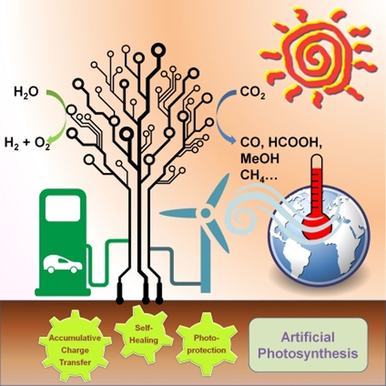 H₂O
H₂ + O₂
CO₂
CO, HCOOH,
MeOH
CH₄...
Accumulative
Charge
Transfer
Self-
Healing
Photo-
protection
Artificial
Photosynthesis